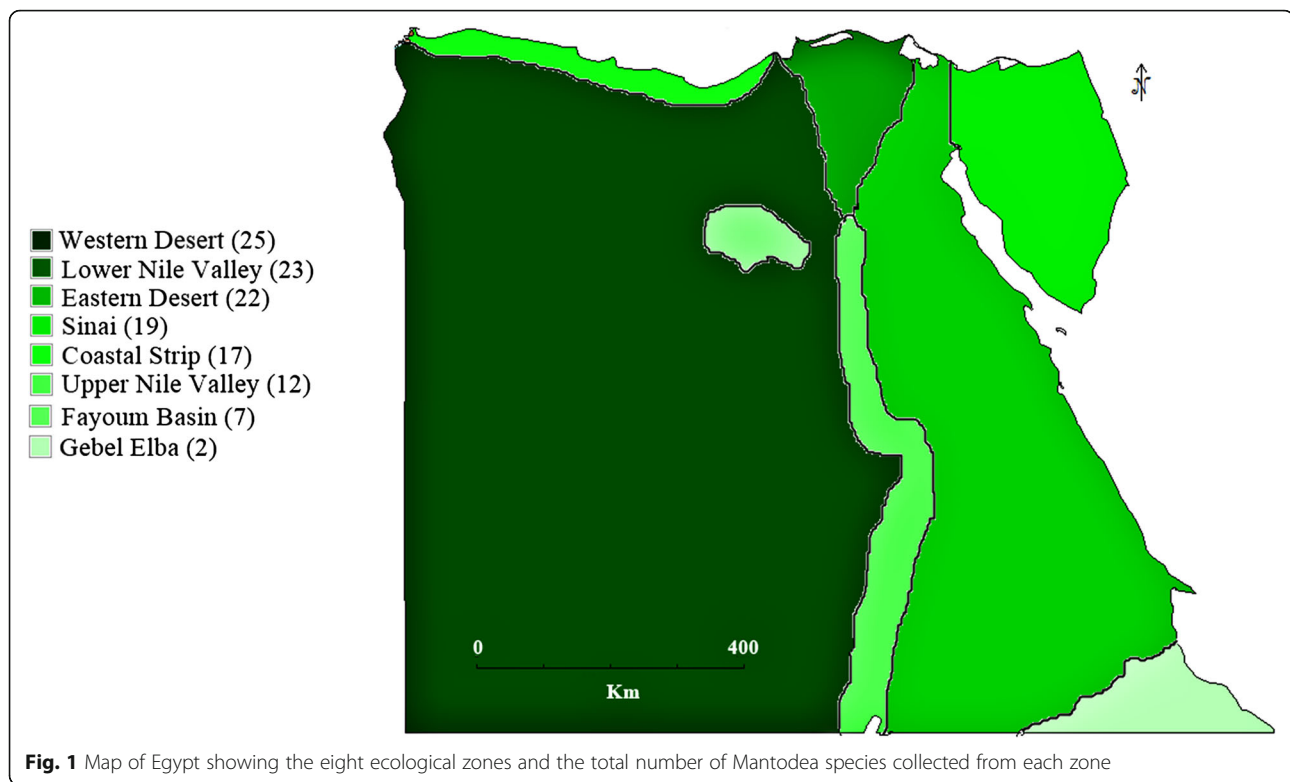 N
Western Desert (25)
Lower Nile Valley (23)
Eastern Desert (22)
Sinai (19)
Coastal Strip (17)
Upper Nile Valley (12)
Fayoum Basin (7)
Gebel Elba (2)
0 400
Km
Fig. 1 Map of Egypt showing the eight ecological zones and the total number of Mantodea species collected from each zone